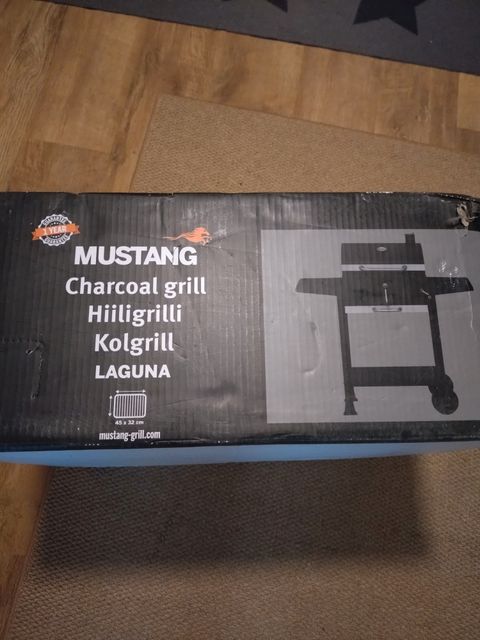 1 YEAR
MUSTANG
Charcoal grill
Hiiligrilli
Kolgrill
LAGUNA
45 x 32 cm
mustang-grill.com